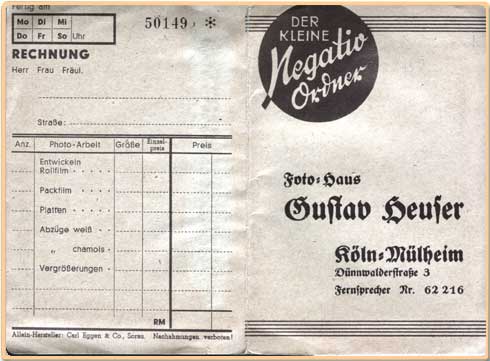 Fertig am
Mo Di Mi
Do Fr So Uhr
50149 *
RECHNUNG
Herr Frau Fräul.
Straße:
Anz. Photo-Arbeit Größe Einzel-preis Preis
Entwickeln
Rollfilm
Packfilm
Platten
Abzüge weiß
„ chamois
Vergrößerungen
RM
Allein-Hersteller: Carl Eggen & Co., Sorau. Nachahmungen verboten!
DER
KLEINE
Negativ
Ordner
Foto-Haus
Gustav Heuser
Köln-Mülheim
Dünnwalderstraße 3
Fernsprecher Nr. 62 216